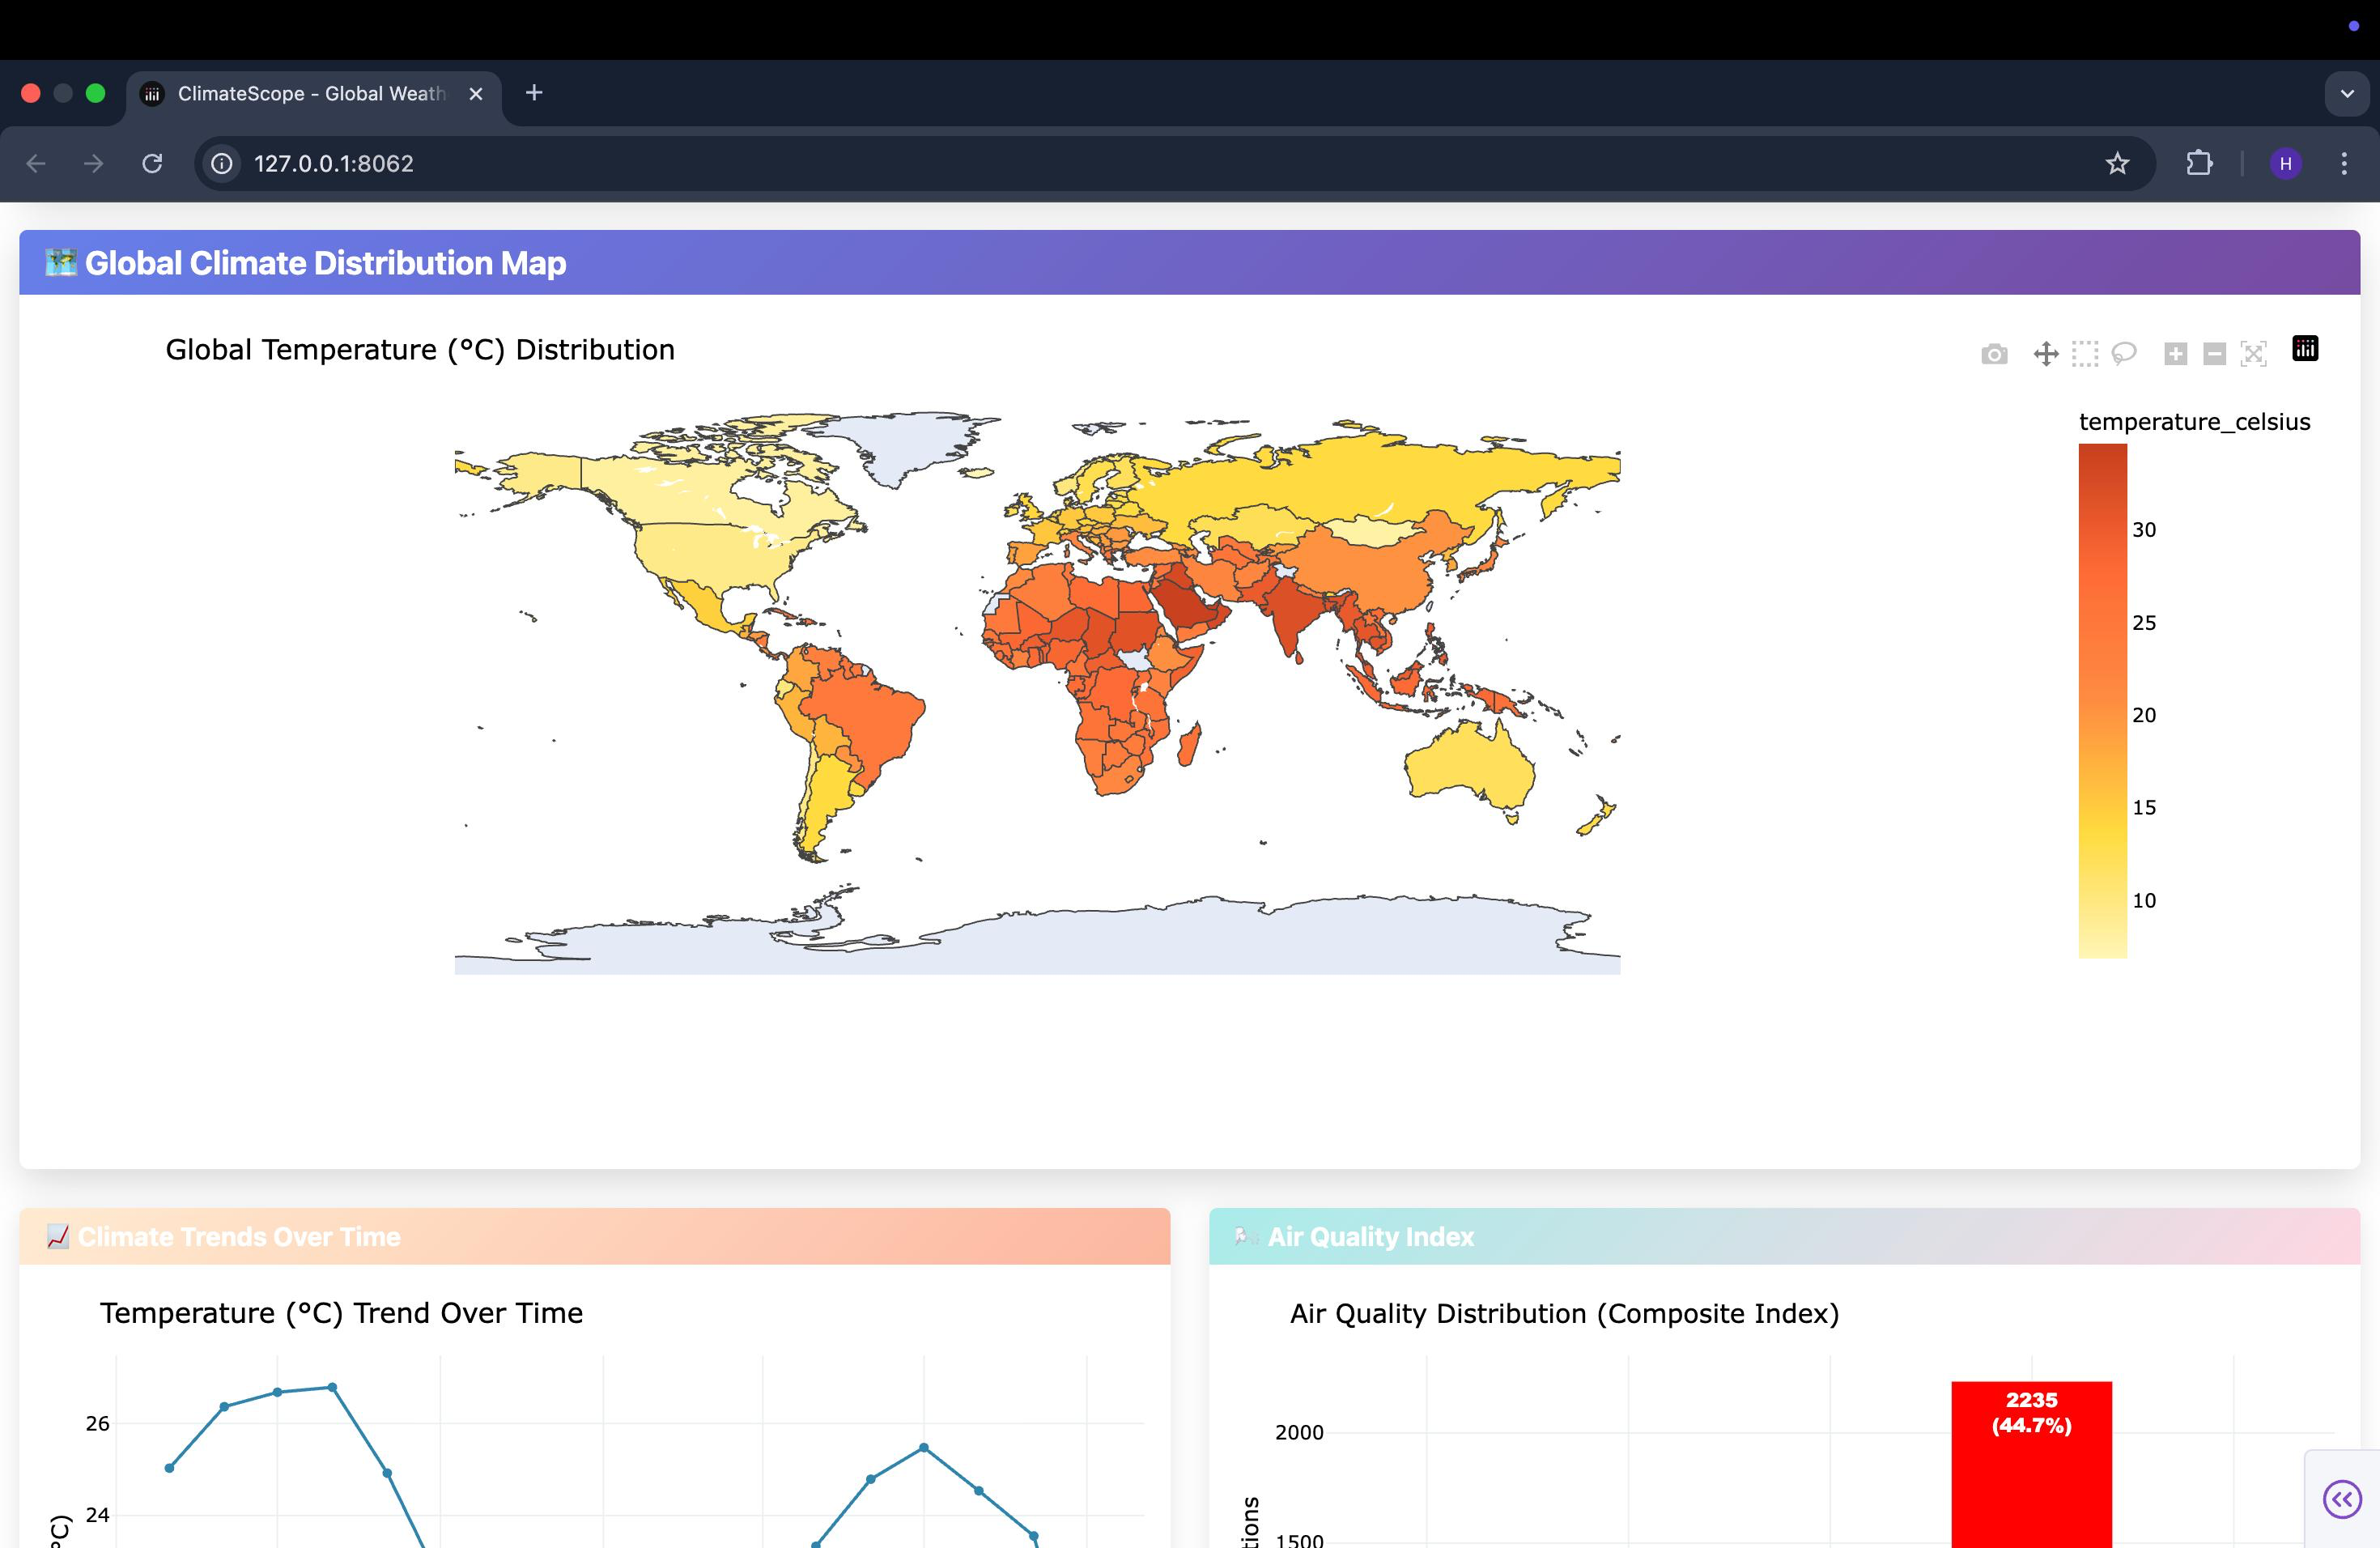 ClimateScope - Global Weath
127.0.0.1:8062
H
Global Climate Distribution Map
Global Temperature (°C) Distribution
temperature_celsius
30
25
20
15
10
Climate Trends Over Time
Temperature (°C) Trend Over Time
26
24
°C)
Air Quality Index
Air Quality Distribution (Composite Index)
2235
(44.7%)
2000
1500
tions